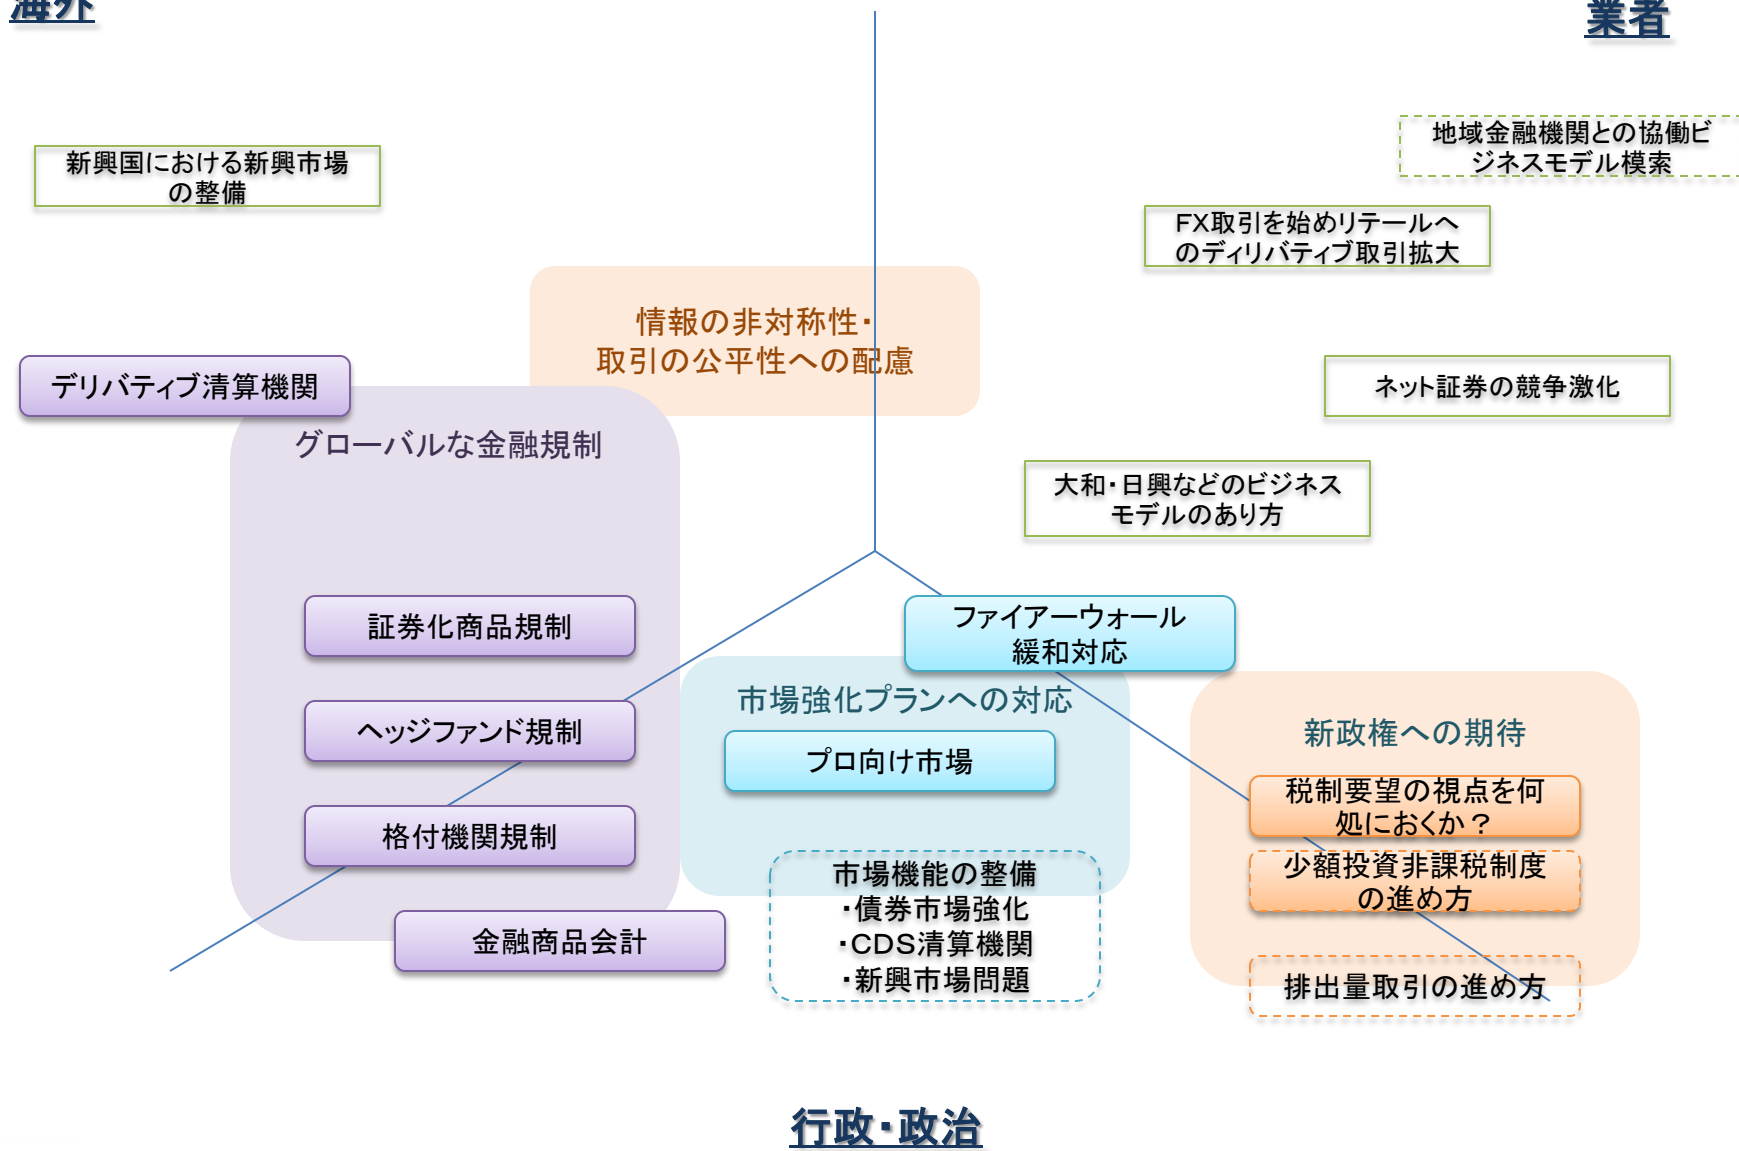 海外
業者
地域金融機関との協働ビ
ジネスモデル模索
新興国における新興市場
の整備
FX取引を始めリテールへ
のディリバティブ取引拡大
情報の非対称性・
取引の公平性への配慮
デリバティブ清算機関
ネット証券の競争激化
グローバルな金融規制
大和・日興などのビジネス
モデルのあり方
証券化商品規制
ファイアーウォール
緩和対応
市場強化プランへの対応
ヘッジファンド規制
プロ向け市場
新政権への期待
税制要望の視点を何
処におくか？
格付機関規制
市場機能の整備
・債券市場強化
・CDS清算機関
・新興市場問題
少額投資非課税制度
の進め方
金融商品会計
排出量取引の進め方
行政・政治